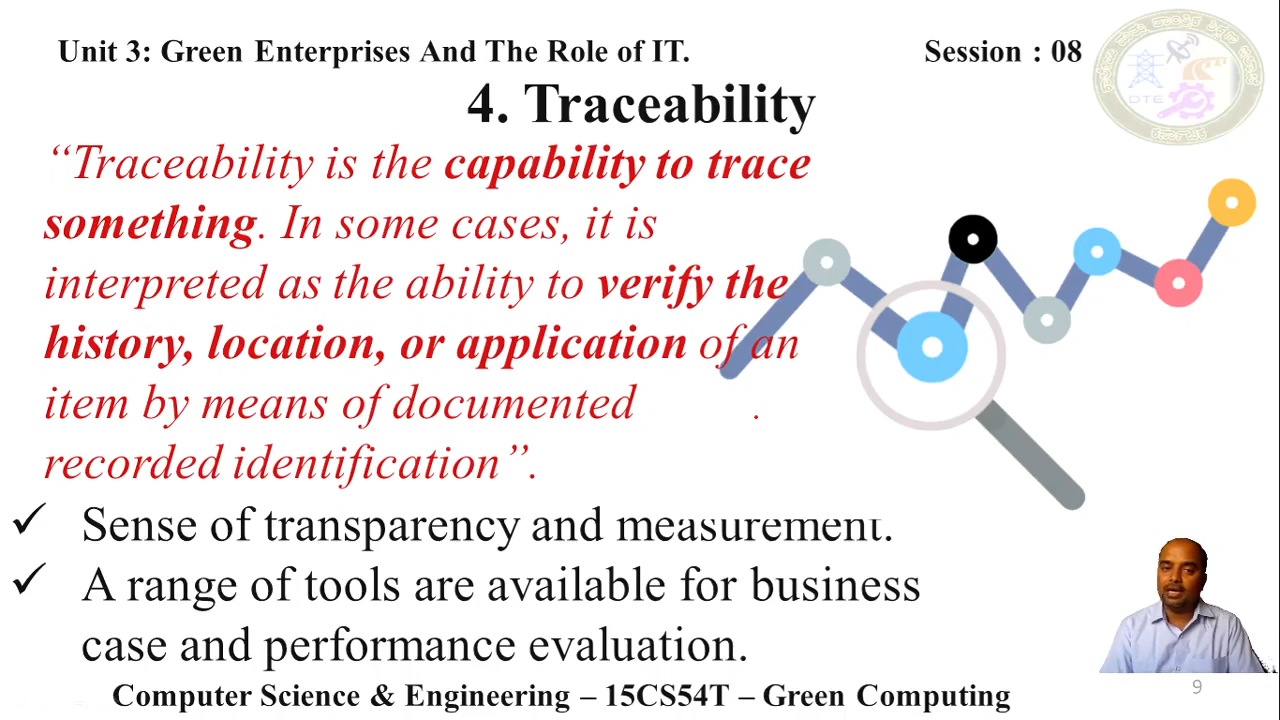 Unit 3: Green Enterprises And The Role of IT.
Session : 08
DTE
4. Traceability
“Traceability is the capability to trace
something. In some cases, it is
interpreted as the ability to verify the
history, location, or application of an
item by means of documented
recorded identification”.
✓ Sense of transparency and measurement.
✓ A range of tools are available for business
case and performance evaluation.
Computer Science & Engineering – 15CS54T – Green Computing
9